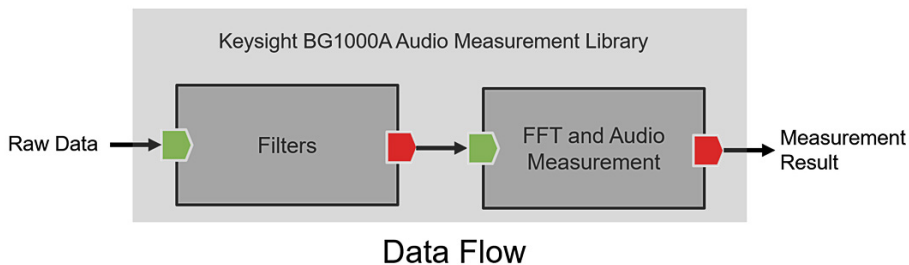 Keysight BG1000A Audio Measurement Library
Raw Data
Filters
FFT and Audio
Measurement
Measurement
Result
Data Flow